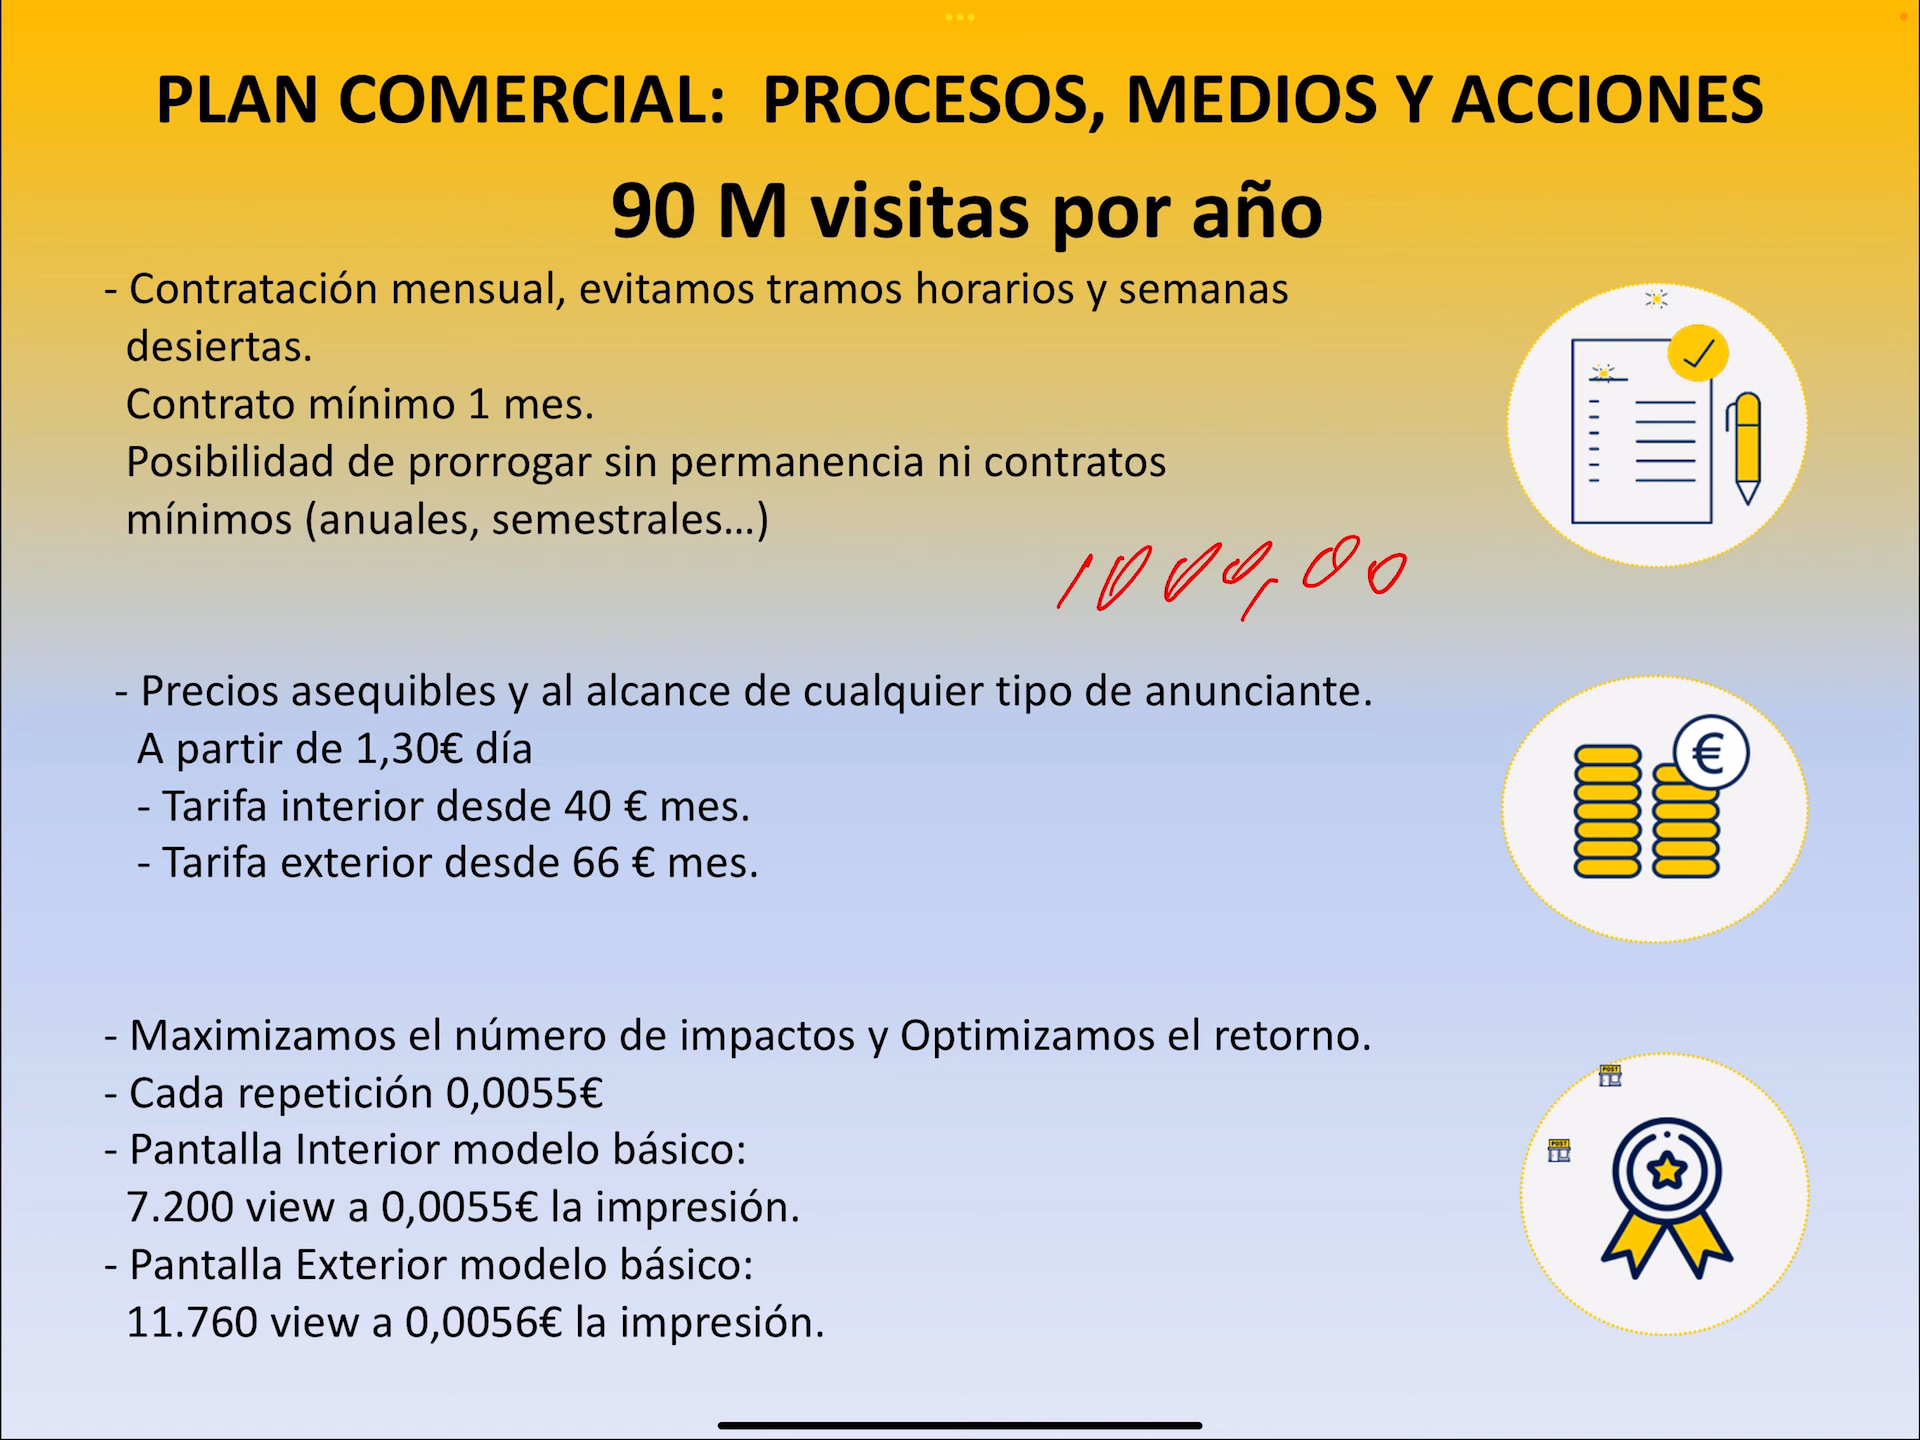 PLAN COMERCIAL: PROCESOS, MEDIOS Y ACCIONES
90 M visitas por año
- Contratación mensual, evitamos tramos horarios y semanas
desiertas.
Contrato mínimo 1 mes.
Posibilidad de prorrogar sin permanencia ni contratos
mínimos (anuales, semestrales...)
1000,00
- Precios asequibles y al alcance de cualquier tipo de anunciante.
A partir de 1,30€ día
- Tarifa interior desde 40 € mes.
- Tarifa exterior desde 66 € mes.
€
- Maximizamos el número de impactos y Optimizamos el retorno.
- Cada repetición 0,0055€
- Pantalla Interior modelo básico:
7.200 view a 0,0055€ la impresión.
- Pantalla Exterior modelo básico:
11.760 view a 0,0056€ la impresión.
POST
POST